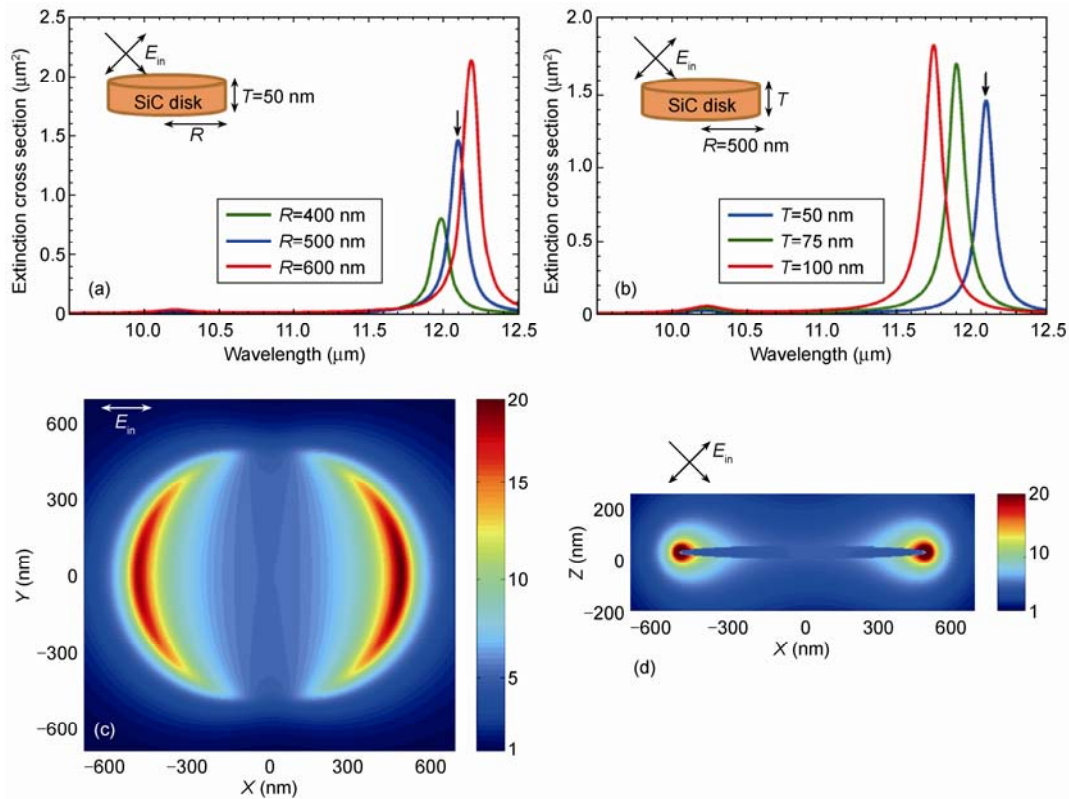 Extinction cross section (μm²)
3.0
2.5
2.0
1.5
1.0
0.5
0
E_in
SiC disk
T=50 nm
R
R=400 nm
R=500 nm
R=600 nm
(a)
10.0 10.5 11.0 11.5 12.0 12.5
Wavelength (μm)
Extinction cross section (μm²)
2.0
1.5
1.0
0.5
0
E_in
SiC disk
T
R=500 nm
T=50 nm
T=75 nm
T=100 nm
(b)
10.0 10.5 11.0 11.5 12.0 12.5
Wavelength (μm)
E_in
600
300
0
−300
−600
Y (nm)
(c)
−600 −300 0 300 600
X (nm)
20
15
10
5
1
E_in
200
0
−200
Z (nm)
−600 −300 0 300 600
X (nm)
20
10
1
(d)